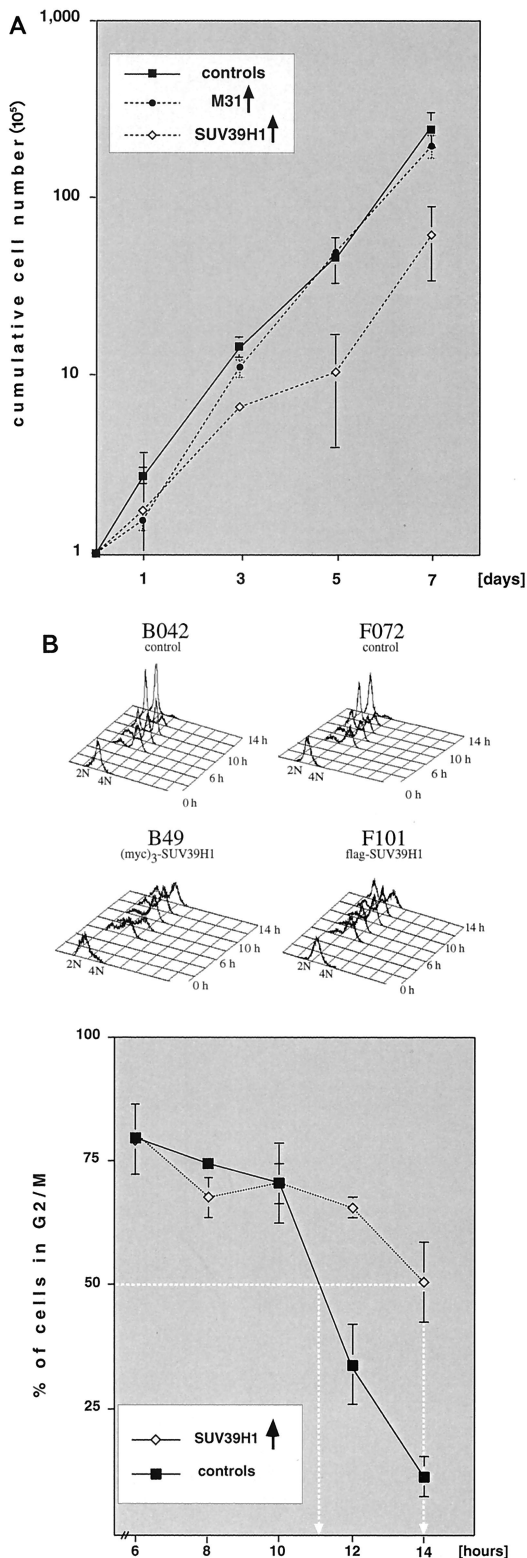 A
1,000
controls
M31
SUV39H1
100
10
1
cumulative cell number (10⁵)
1 3 5 7 [days]
B
B042
control
2N 4N 0 h 6 h 10 h 14 h
F072
control
2N 4N 0 h 6 h 10 h 14 h
B49
(myc)₃-SUV39H1
2N 4N 0 h 6 h 10 h 14 h
F101
flag-SUV39H1
2N 4N 0 h 6 h 10 h 14 h
100
75
50
25
% of cells in G2/M
SUV39H1
controls
6 8 10 12 14 [hours]